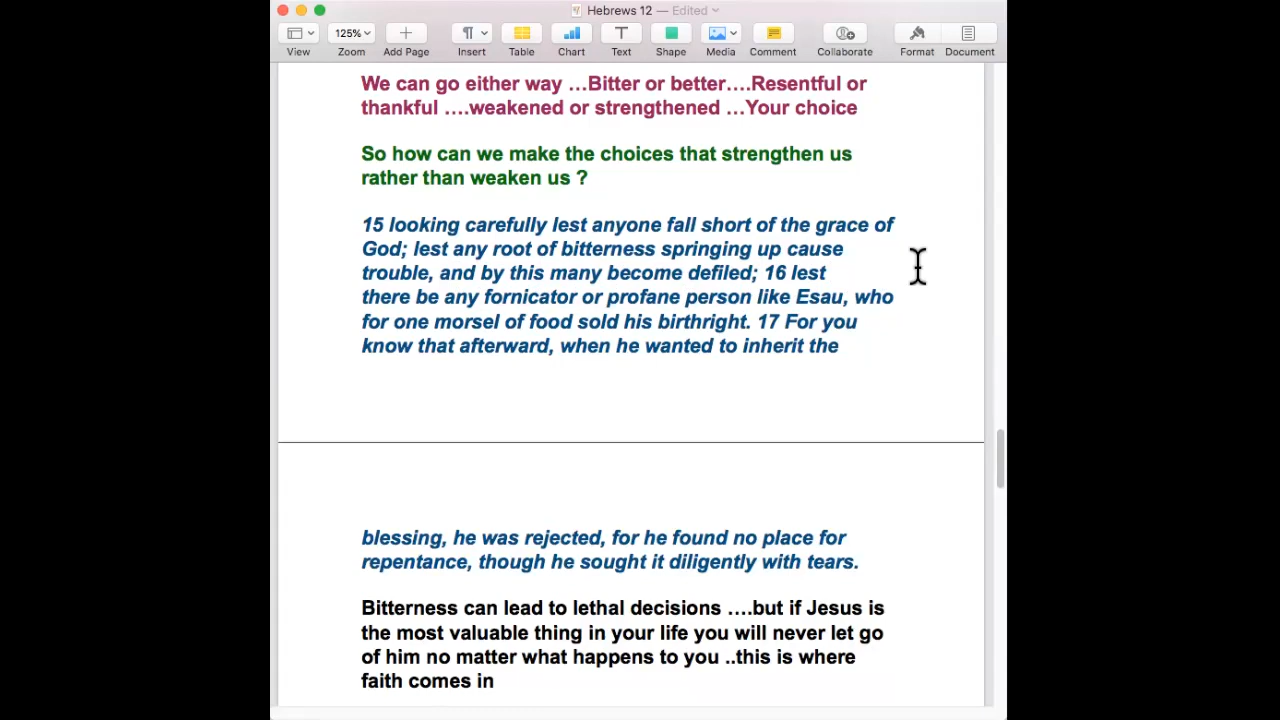 Hebrews 12 — Edited
125%
View Zoom Add Page Insert Table Chart Text Shape Media Comment Collaborate Format Document
We can go either way …Bitter or better….Resentful or
thankful ….weakened or strengthened …Your choice
So how can we make the choices that strengthen us
rather than weaken us ?
15 looking carefully lest anyone fall short of the grace of
God; lest any root of bitterness springing up cause
trouble, and by this many become defiled; 16 lest
there be any fornicator or profane person like Esau, who
for one morsel of food sold his birthright. 17 For you
know that afterward, when he wanted to inherit the
blessing, he was rejected, for he found no place for
repentance, though he sought it diligently with tears.
Bitterness can lead to lethal decisions ….but if Jesus is
the most valuable thing in your life you will never let go
of him no matter what happens to you ..this is where
faith comes in